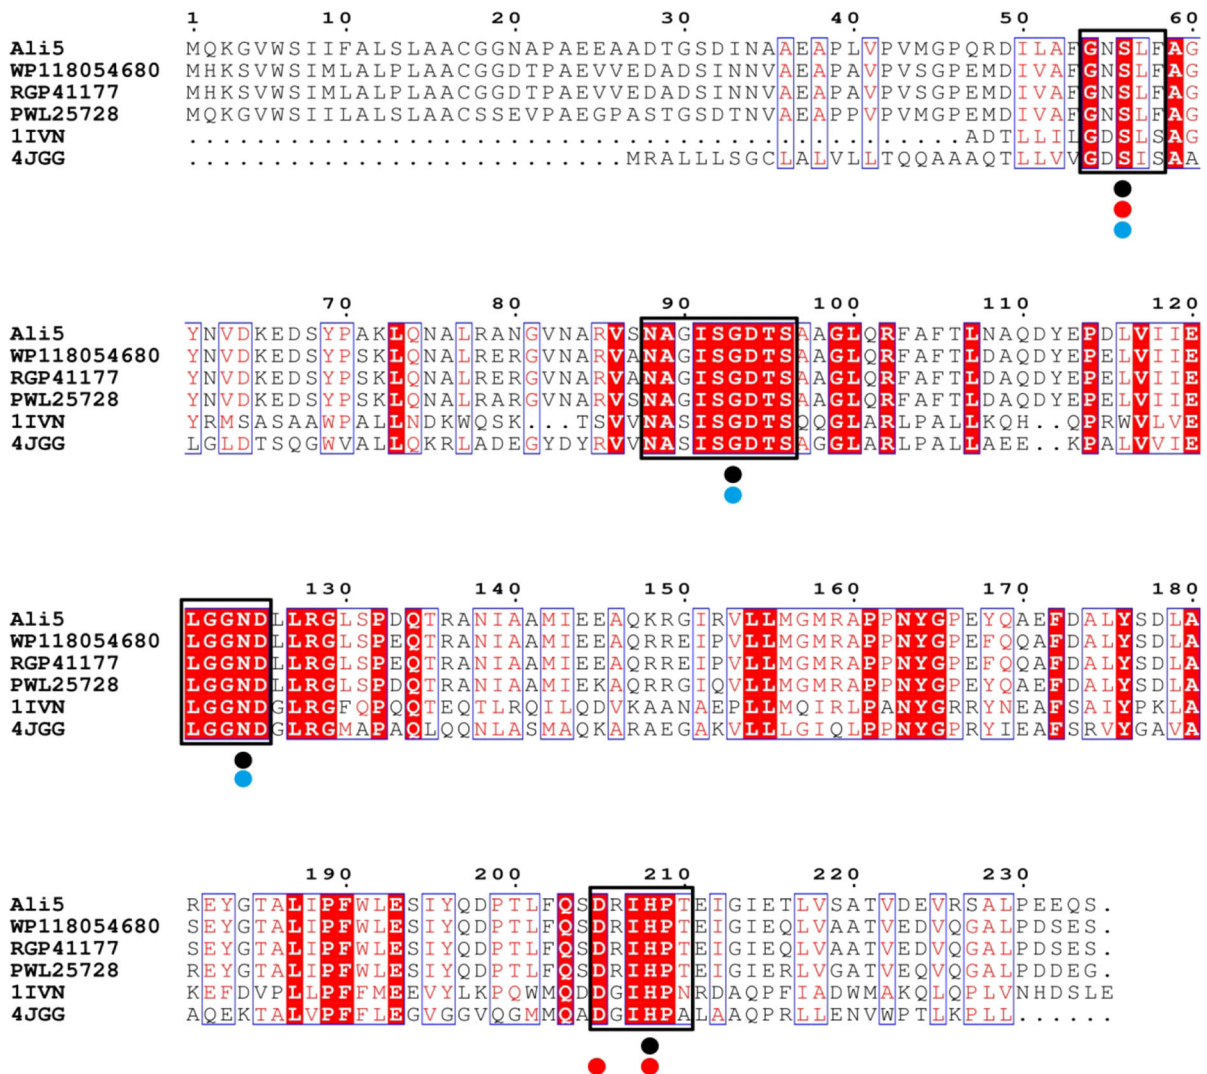 1 10 20 30 40 50 60
Ali5 MQKGVWSIIFALSLAACGGNAPAEEAADTGSDINAAEAPLVPVMGPQRDILAFGNSLFAG
WP118054680 MHKSVWSIMLALPLAACGGDTPAEVVEDADSINNVAEAPAVPVSGPEMDIVAFGNSLFAG
RGP41177 MHKSVWSIMLALPLAACGGDTPAEVVEDADSINNVAEAPAVPVSGPEMDIVAFGNSLFAG
PWL25728 MQKSVWSIILALPLAACSSEVPAEGPASTGSDTNVAEAPPVPVMGPEMDIVAFGNSLFAG
1IVN ..............................................ADTLLILGDSLSAG
4JGG ..........................MRALLLSGCLALVLLTQQAAAQTLLVVGDSISAA
70 80 90 100 110 120
Ali5 YNVDKEDSYPAKLQNALRANGVNARVSNAGISGDTSAAGLQRFAFTLNAQDYEPDLVIIE
WP118054680 YNVDKEDSYPSKLQNALRERGVNARVANAGISGDTSAAGLQRFAFTLDAQDYEPELVIIE
RGP41177 YNVDKEDSYPSKLQNALRERGVNARVANAGISGDTSAAGLQRFAFTLDAQDYEPELVIIE
PWL25728 YNVDKEDSYPSKLQNALRARGVNARVSNAGISGDTSAAGLQRFAFTLDAQDYEPELVIIE
1IVN YRMSASAAWPALLNDKWQSK...TSVVNASISGDTSQQGLARLPALLKQH..QPRWVLVE
4JGG LGLDTSQGWVALLQKRLADEGYDYRVVNASISGDTSAGGLARLPALLAEE..KPALVVIE
130 140 150 160 170 180
Ali5 LGGNDLLRGLSPDQTRANIAAMIEEAQKRGIRVLLMGMRAPPNYGPEYQAEFDALYSDLA
WP118054680 LGGNDLLRGLSPEQTRANIAAMIEEAQRREIPVLLMGMRAPPNYGPEFQQAFDALYSDLA
RGP41177 LGGNDLLRGLSPEQTRANIAAMIEEAQRREIPVLLMGMRAPPNYGPEFQQAFDALYSDLA
PWL25728 LGGNDLLRGLSPDQTRANIAAMIEKAQRRGIQVLLMGMRAPPNYGPEYQAEFDALYSDLA
1IVN LGGNDGLRGFQPQQTEQTLRQILQDVKAANAEPLLMQIRLPANYGRRYNEAFSAIYPKLA
4JGG LGGNDGLRGMAPAQLQQNLASMAQKARAEGAKVLLLGIQLPPNYGPRYIEAFSRVYGAVA
190 200 210 220 230
Ali5 REYGTALIPFWLESIYQDPTLFQSDRIHPTEIGIETLVSATVDEVRSALPEEQS.
WP118054680 SEYGTALIPFWLESIYQDPTLFQSDRIHPTEIGIEQLVAATVEDVQGALPDSES.
RGP41177 SEYGTALIPFWLESIYQDPTLFQSDRIHPTEIGIEQLVAATVEDVQGALPDSES.
PWL25728 REYGTALIPFWLESIYQDPTLFQSDRIHPTEIGIERLVGATVEQVQGALPDDEG.
1IVN KEFDVPLLPFFMEEVYLKPQWMQDDGIHPNRDAQPFIADWMAKQLQPLVNHDSLE
4JGG AQEKTALVPFFLEGVGGVQGMMQADGIHPALAAQPRLLENVWPTLKPLL......